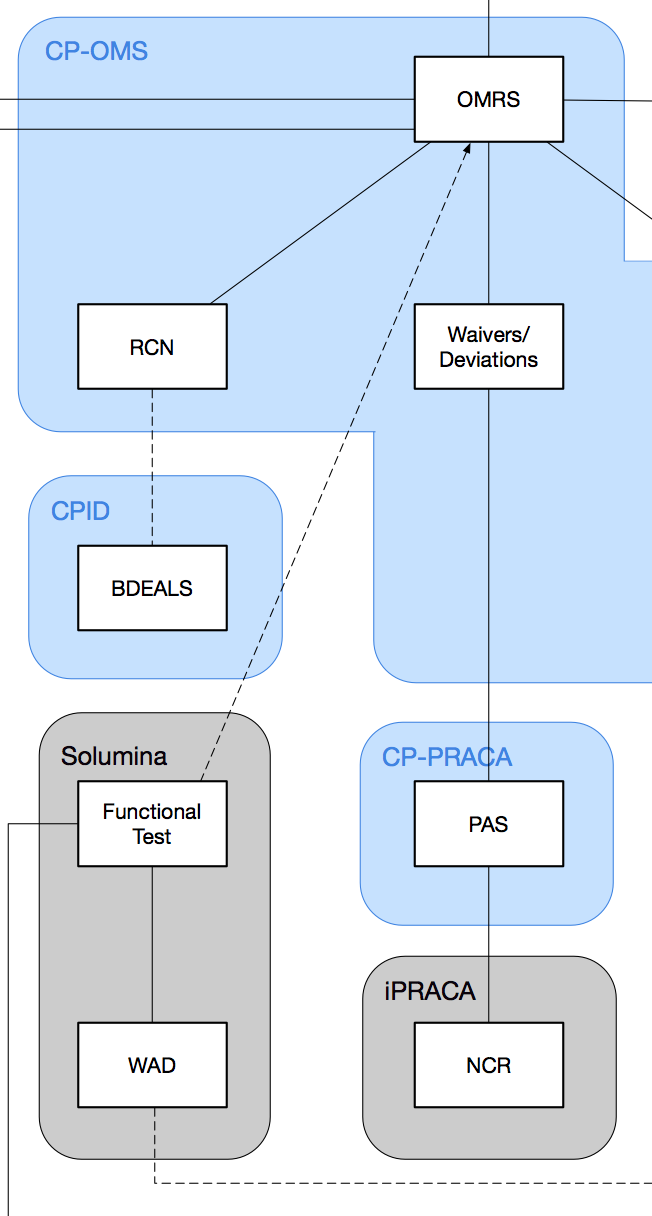 CP-OMS
OMRS
RCN
Waivers/
Deviations
CPID
BDEALS
Solumina
Functional
Test
CP-PRACA
PAS
iPRACA
WAD
NCR